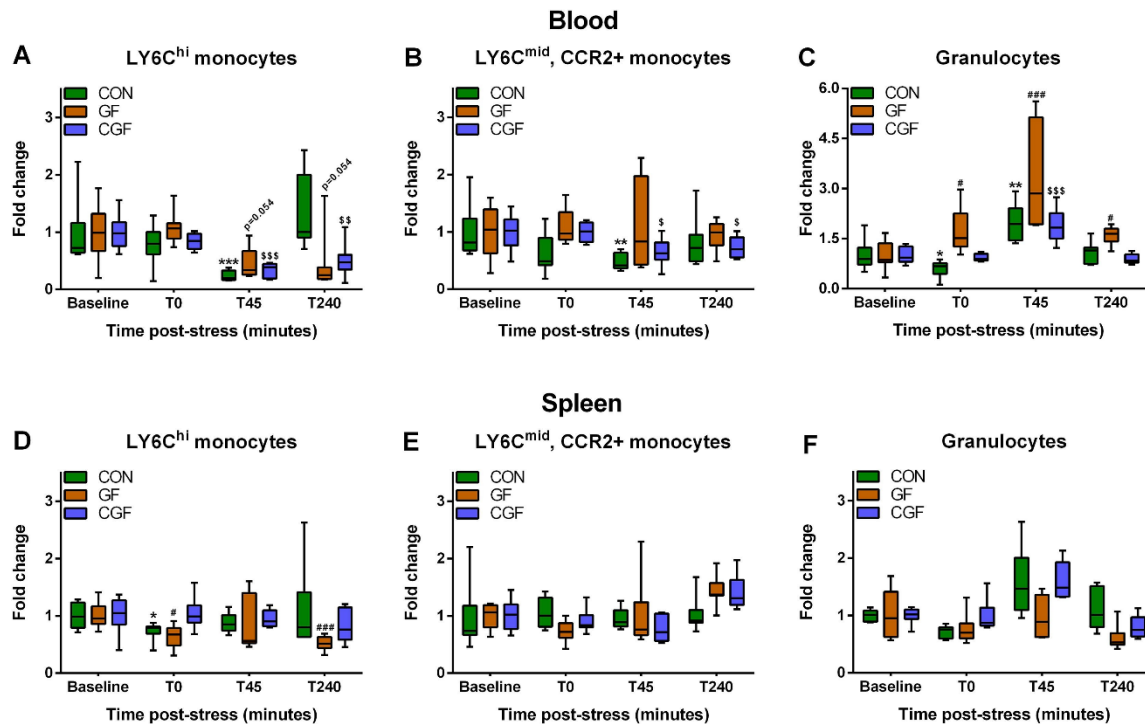 Blood
A
LY6Chi monocytes
CON
GF
CGF
Fold change
2
1
0
p=0.054
p=0.054
***
$$$
$$
Baseline
T0
T45
T240
Time post-stress (minutes)
B
LY6Cmid, CCR2+ monocytes
CON
GF
CGF
Fold change
2
1
0
**
$
$
Baseline
T0
T45
T240
Time post-stress (minutes)
C
Granulocytes
CON
GF
CGF
Fold change
6.0
4.5
3.0
1.5
0.0
*
#
**
###
$$$
#
Baseline
T0
T45
T240
Time post-stress (minutes)
Spleen
D
LY6Chi monocytes
CON
GF
CGF
Fold change
3
2
1
0
*
#
###
Baseline
T0
T45
T240
Time post-stress (minutes)
E
LY6Cmid, CCR2+ monocytes
CON
GF
CGF
Fold change
3
2
1
0
Baseline
T0
T45
T240
Time post-stress (minutes)
F
Granulocytes
CON
GF
CGF
Fold change
3
2
1
0
Baseline
T0
T45
T240
Time post-stress (minutes)